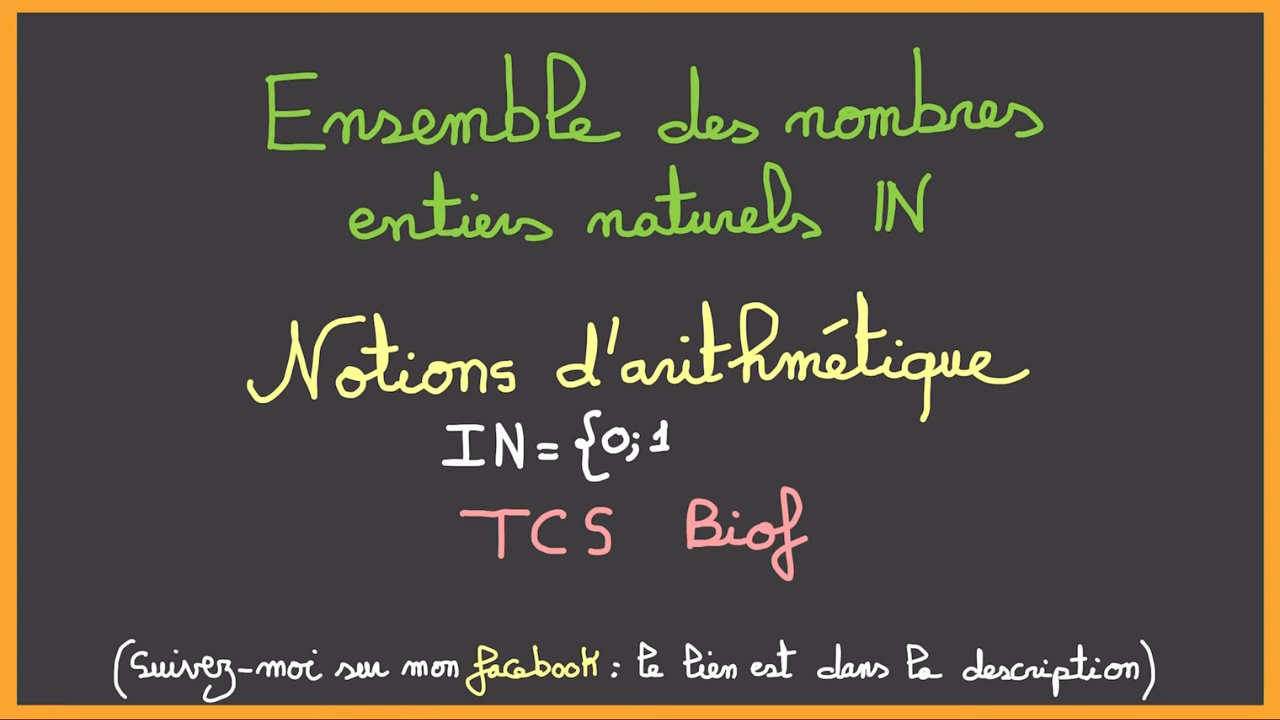 Ensemble des nombres
entiers naturels IN
Notions d'arithmétique
IN={0;1
TCS Biof
(Suivez-moi sur mon facebook : le lien est dans la description)